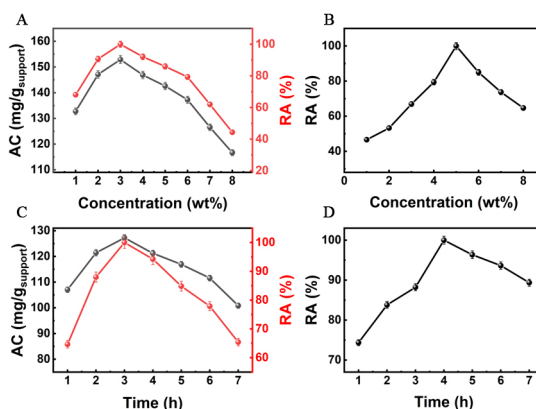 A
B
AC (mg/gsupport)
160
150
140
130
120
110
RA (%)
100
80
60
40
20
1 2 3 4 5 6 7 8
Concentration (wt%)
RA (%)
100
80
60
40
0 2 4 6 8
Concentration (wt%)
C
D
AC (mg/gsupport)
130
120
110
100
90
80
RA (%)
100
90
80
70
60
1 2 3 4 5 6 7
Time (h)
RA (%)
100
90
80
70
1 2 3 4 5 6 7
Time (h)